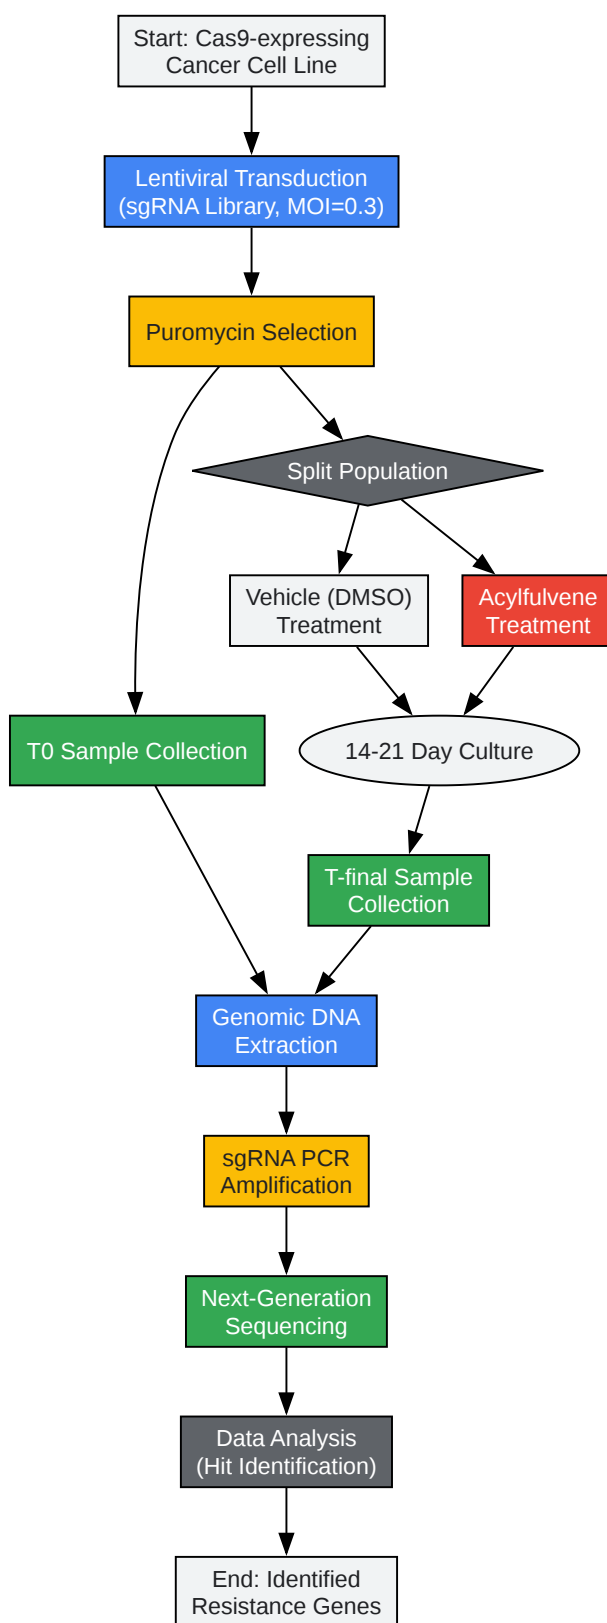 Start: Cas9-expressing
Cancer Cell Line
Lentiviral Transduction
(sgRNA Library, MOI=0.3)
Puromycin Selection
Split Population
Vehicle (DMSO)
Treatment
Acylfulvene
Treatment
T0 Sample Collection
14-21 Day Culture
T-final Sample
Collection
Genomic DNA
Extraction
sgRNA PCR
Amplification
Next-Generation
Sequencing
Data Analysis
(Hit Identification)
End: Identified
Resistance Genes